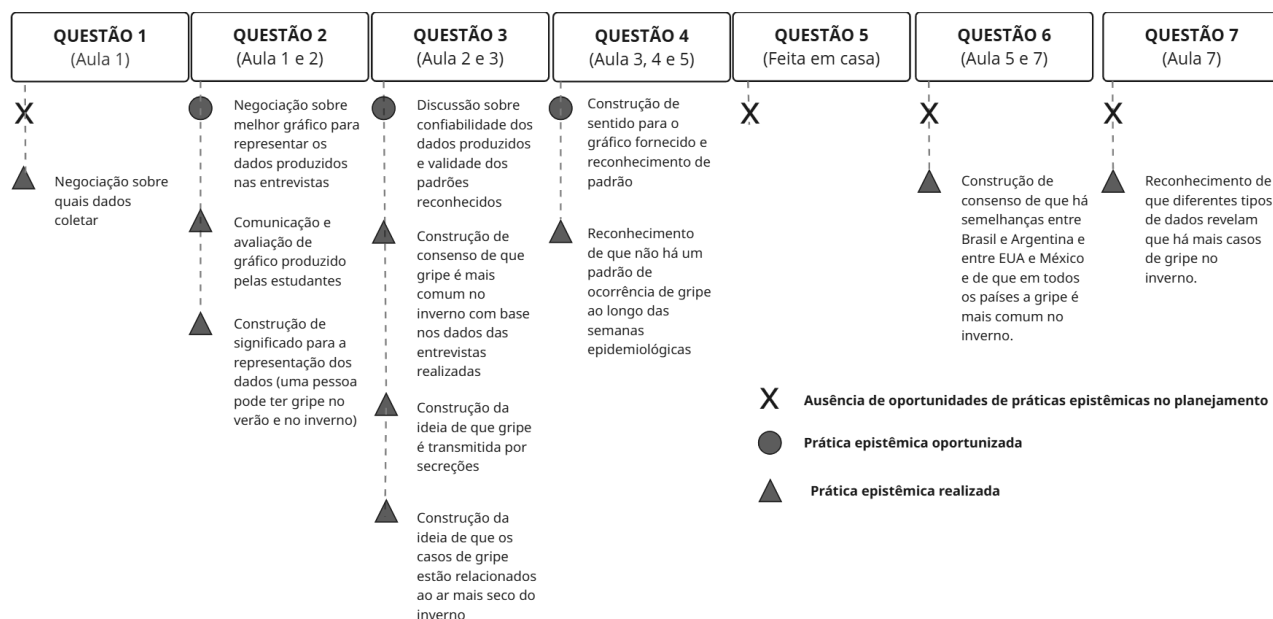 QUESTÃO 1
(Aula 1)
QUESTÃO 2
(Aula 1 e 2)
QUESTÃO 3
(Aula 2 e 3)
QUESTÃO 4
(Aula 3, 4 e 5)
QUESTÃO 5
(Feita em casa)
QUESTÃO 6
(Aula 5 e 7)
QUESTÃO 7
(Aula 7)
X
Negociação sobre
quais dados
coletar
Negociação sobre
melhor gráfico para
representar os
dados produzidos
nas entrevistas
Comunicação e
avaliação de
gráfico produzido
pelas estudantes
Construção de
significado para a
representação dos
dados (uma pessoa
pode ter gripe no
verão e no inverno)
Discussão sobre
confiabilidade dos
dados produzidos
e validade dos
padrões
reconhecidos
Construção de
consenso de que
gripe é mais
comum no
inverno com base
nos dados das
entrevistas
realizadas
Construção da
ideia de que gripe
é transmitida por
secreções
Construção da
ideia de que os
casos de gripe
estão relacionados
ao ar mais seco do
inverno
Construção de
sentido para o
gráfico fornecido e
reconhecimento de
padrão
Reconhecimento
de que não há um
padrão de
ocorrência de gripe
ao longo das
semanas
epidemiológicas
X
X
Construção de
consenso de que há
semelhanças entre
Brasil e Argentina e
entre EUA e México
e de que em todos
os países a gripe é
mais comum no
inverno.
X
Reconhecimento de
que diferentes tipos
de dados revelam
que há mais casos
de gripe no
inverno.
X Ausência de oportunidades de práticas epistêmicas no planejamento
Prática epistêmica oportunizada
Prática epistêmica realizada